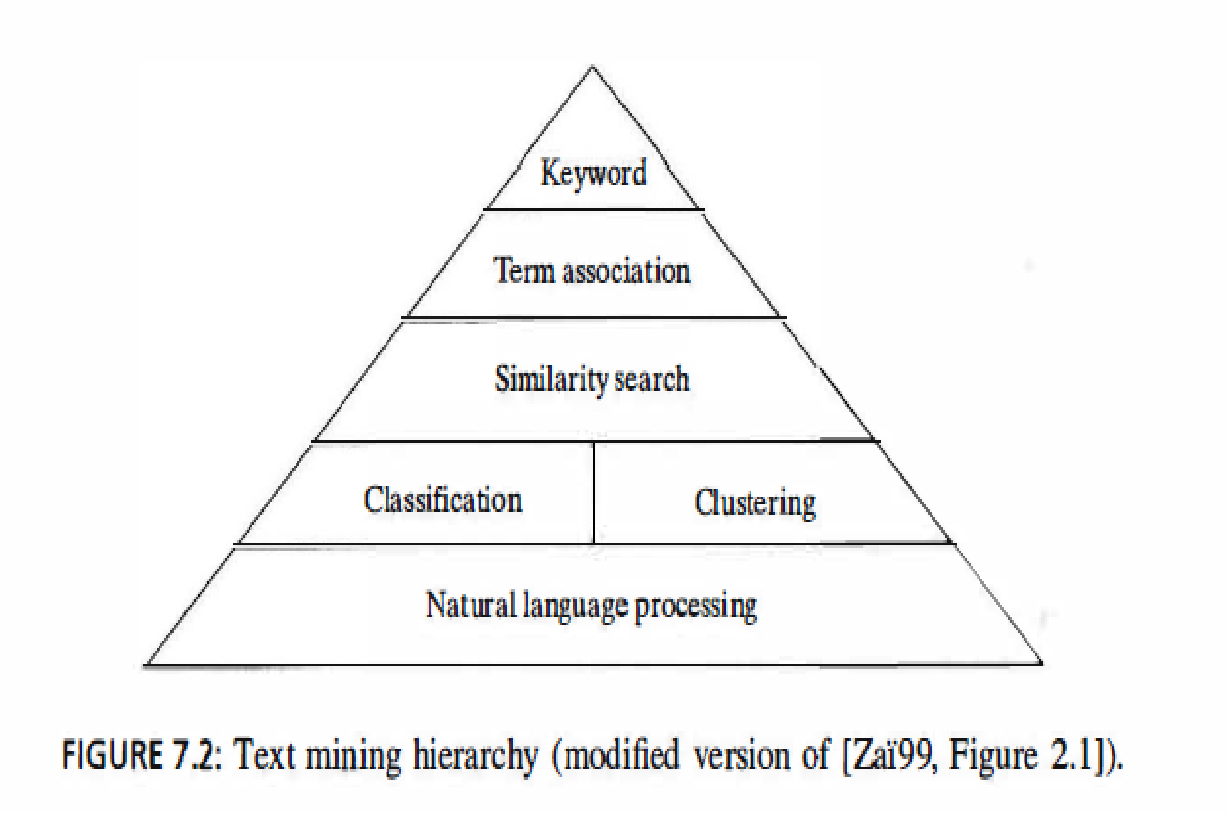 Keyword
Term association
Similarity search
Classification Clustering
Natural language processing
FIGURE 7.2: Text mining hierarchy (modified version of [Zaï99, Figure 2.1]).